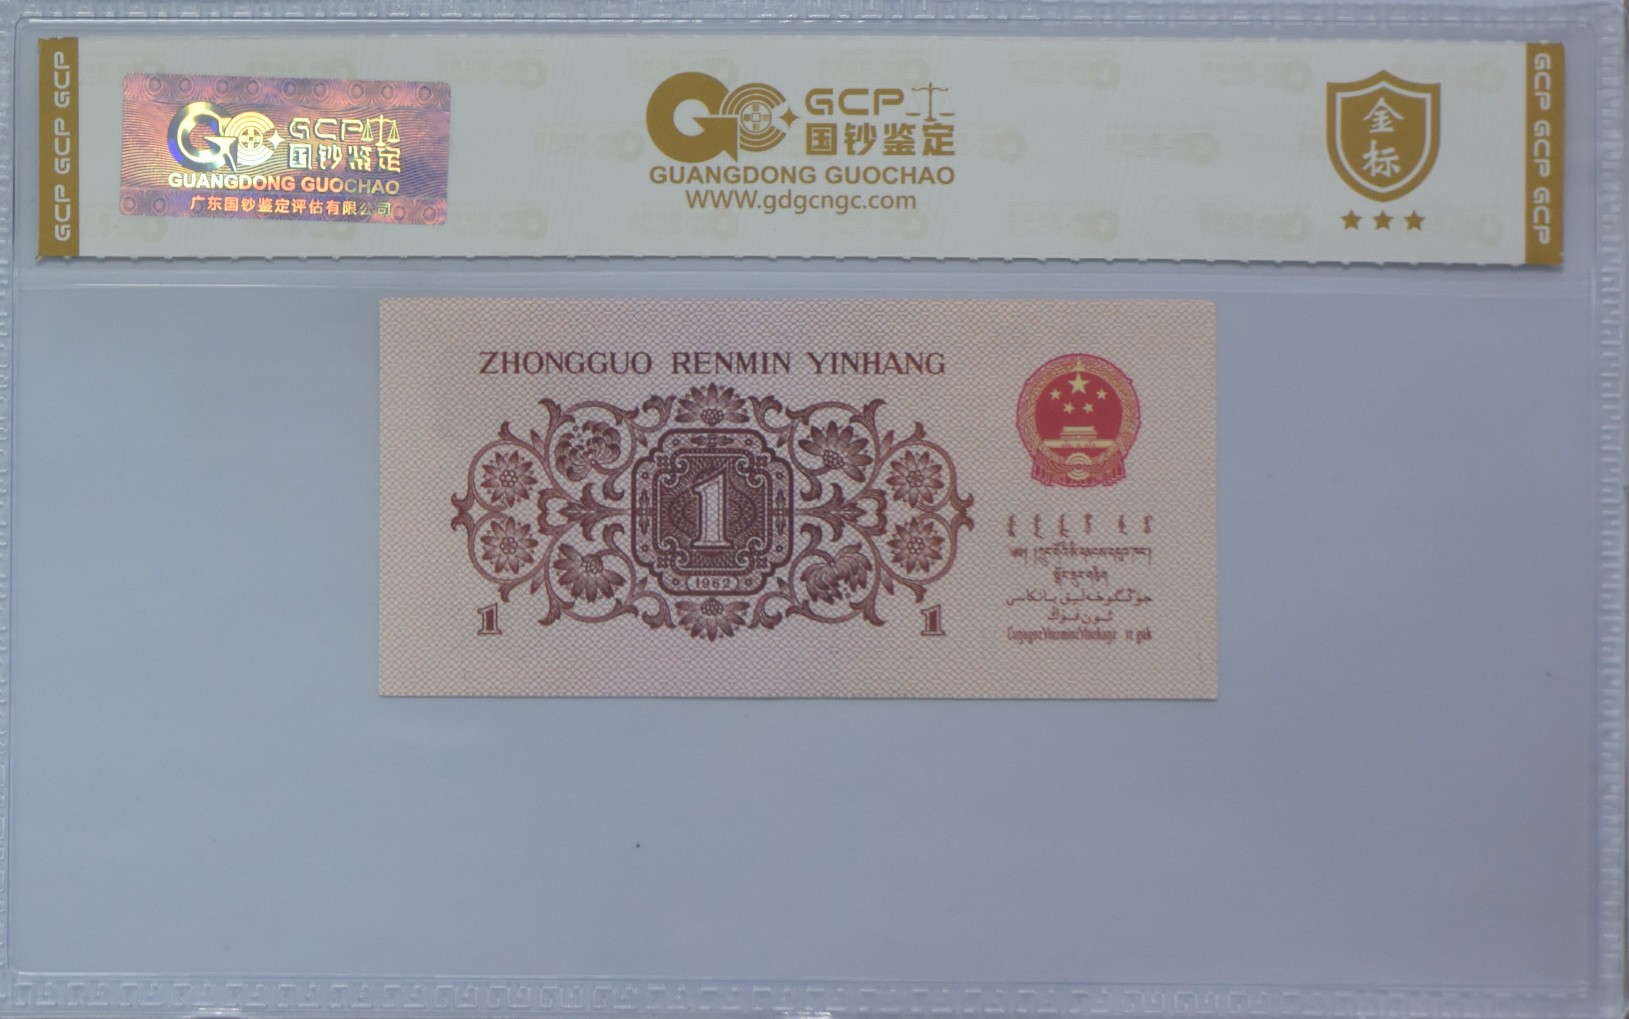 GCP GCP GCP
GCP
国钞鉴定
GUANGDONG GUOCHAO
广东国钞鉴定评估有限公司
GCP
国钞鉴定
GUANGDONG GUOCHAO
WWW.gdgcngc.com
金
标
GCP GCP GCP
ZHONGGUO RENMIN YINHANG
1
(1962)
1
1